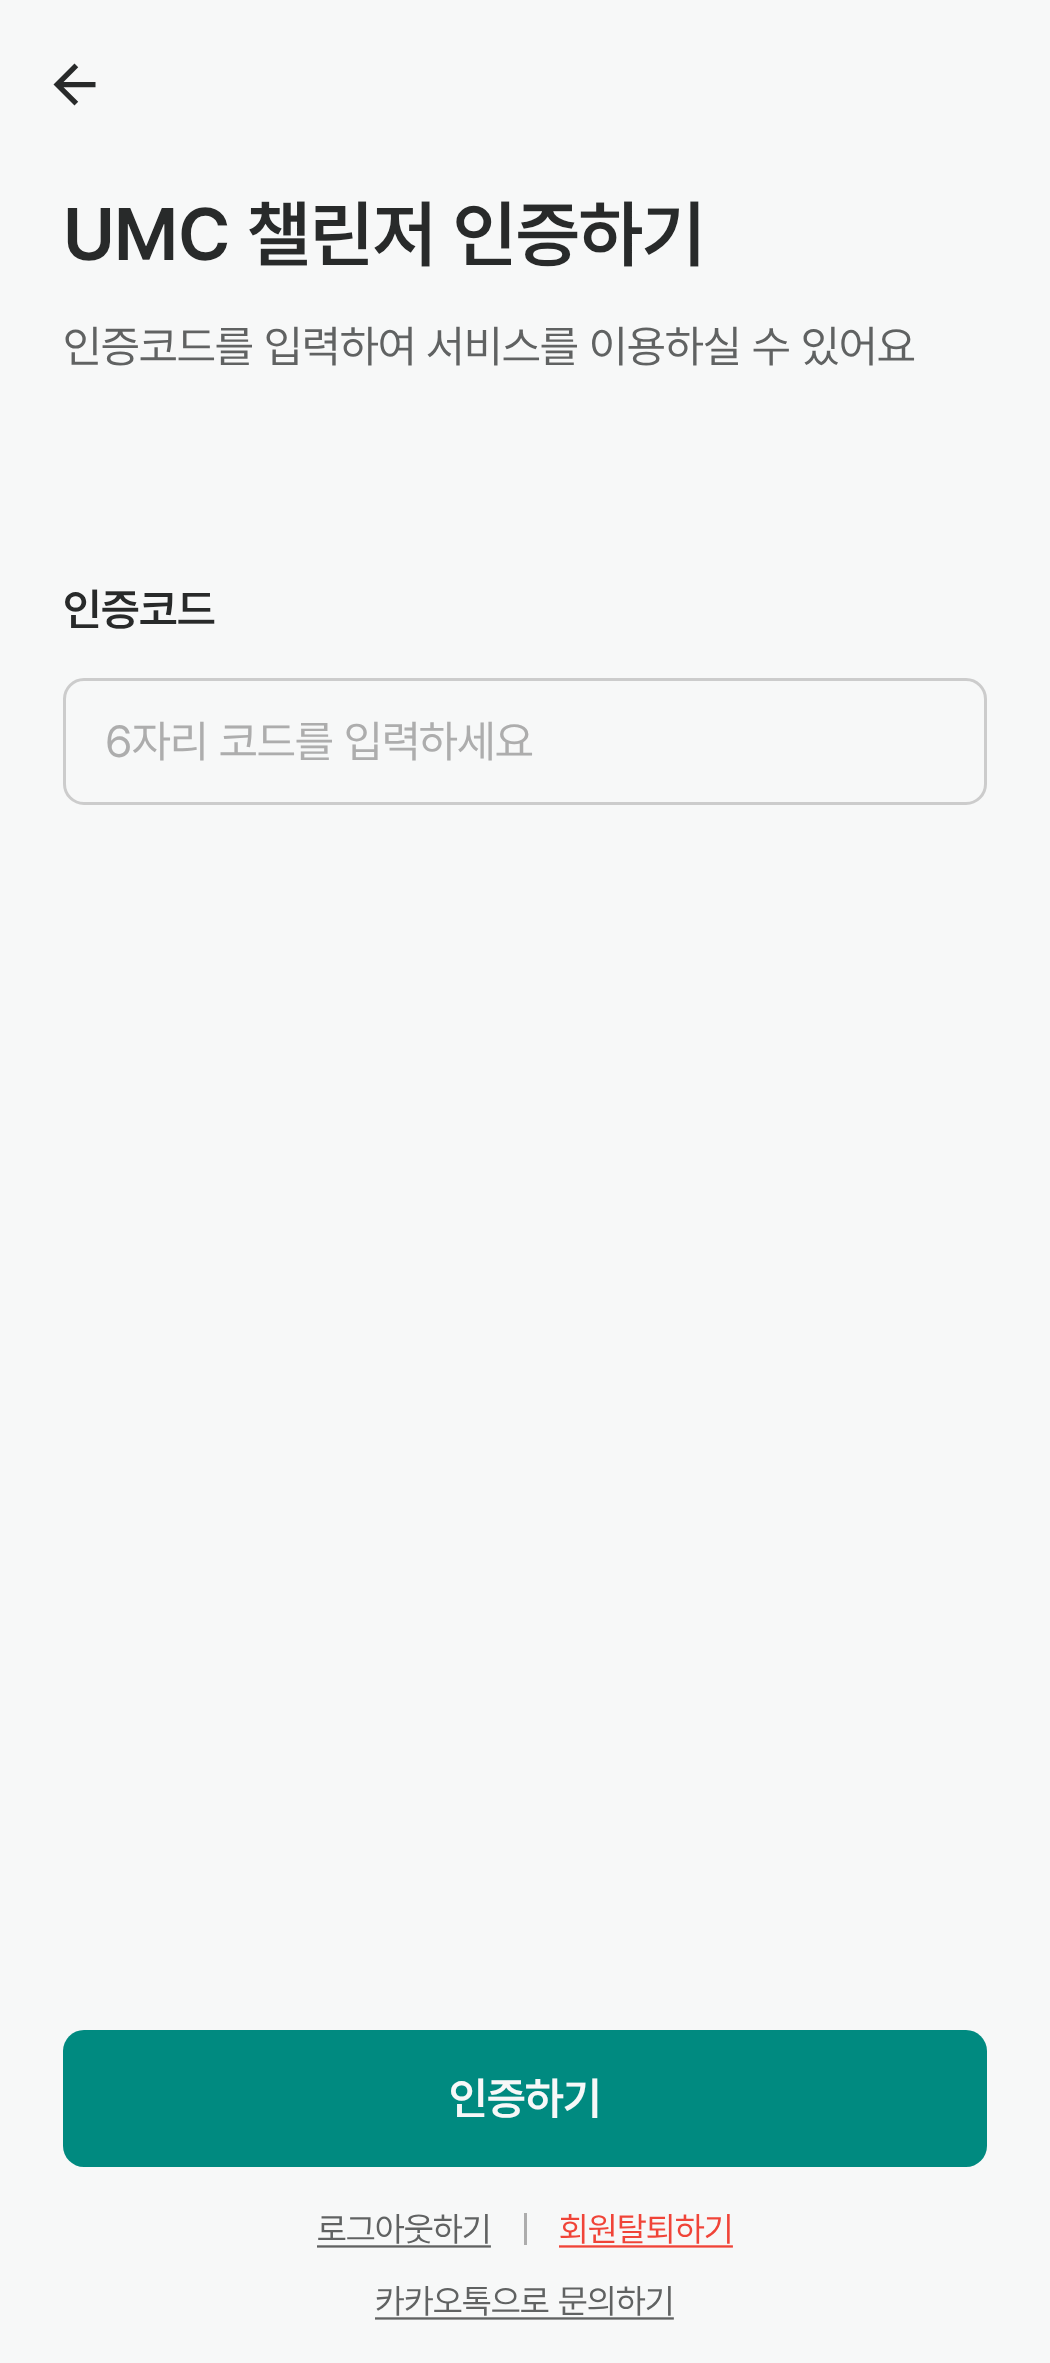 UMC 챌린저 인증하기
인증코드를 입력하여 서비스를 이용하실 수 있어요
인증코드
6자리 코드를 입력하세요
인증하기
로그아웃하기 | 회원탈퇴하기
카카오톡으로 문의하기